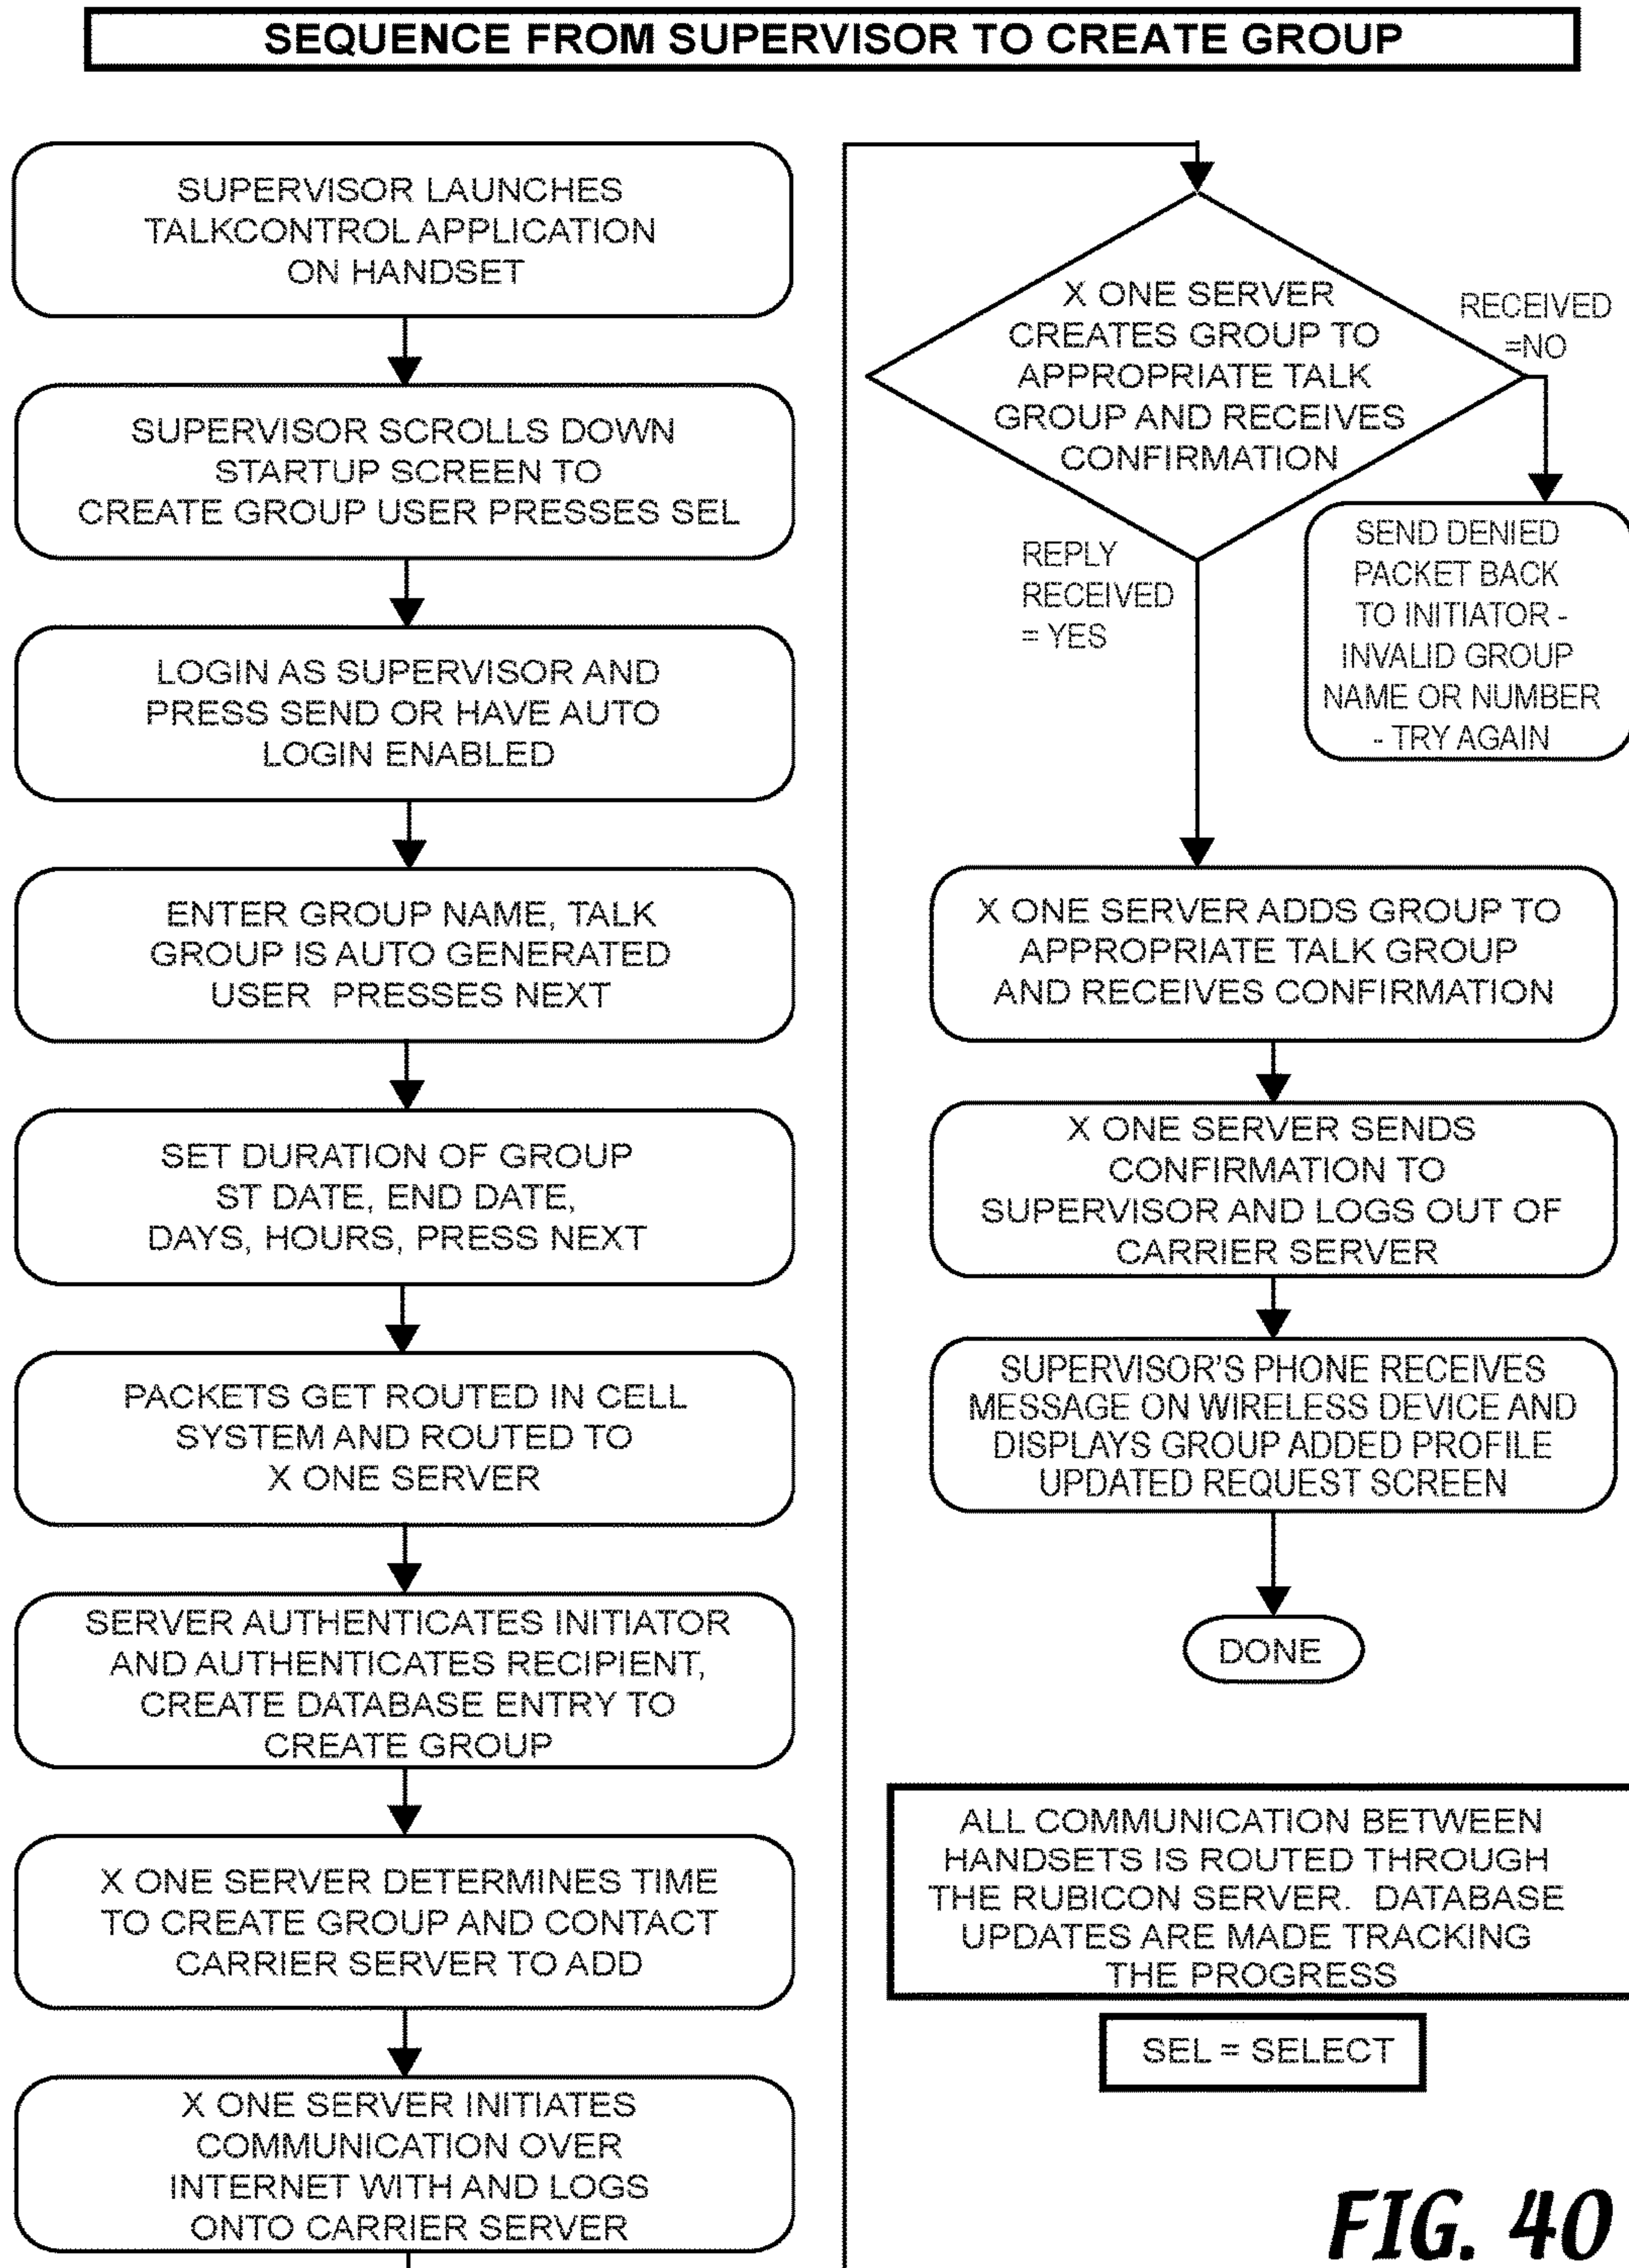 SEQUENCE FROM SUPERVISOR TO CREATE GROUP
SUPERVISOR LAUNCHES
TALKCONTROL APPLICATION
ON HANDSET
SUPERVISOR SCROLLS DOWN
STARTUP SCREEN TO
CREATE GROUP USER PRESSES SEL
LOGIN AS SUPERVISOR AND
PRESS SEND OR HAVE AUTO
LOGIN ENABLED
ENTER GROUP NAME, TALK
GROUP IS AUTO GENERATED
USER PRESSES NEXT
SET DURATION OF GROUP
ST DATE, END DATE,
DAYS, HOURS, PRESS NEXT
PACKETS GET ROUTED IN CELL
SYSTEM AND ROUTED TO
X ONE SERVER
SERVER AUTHENTICATES INITIATOR
AND AUTHENTICATES RECIPIENT,
CREATE DATABASE ENTRY TO
CREATE GROUP
X ONE SERVER DETERMINES TIME
TO CREATE GROUP AND CONTACT
CARRIER SERVER TO ADD
X ONE SERVER INITIATES
COMMUNICATION OVER
INTERNET WITH AND LOGS
ONTO CARRIER SERVER
X ONE SERVER
CREATES GROUP TO
APPROPRIATE TALK
GROUP AND RECEIVES
CONFIRMATION
RECEIVED
=NO
SEND DENIED
PACKET BACK
TO INITIATOR -
INVALID GROUP
NAME OR NUMBER
- TRY AGAIN
REPLY
RECEIVED
= YES
X ONE SERVER ADDS GROUP TO
APPROPRIATE TALK GROUP
AND RECEIVES CONFIRMATION
X ONE SERVER SENDS
CONFIRMATION TO
SUPERVISOR AND LOGS OUT OF
CARRIER SERVER
SUPERVISOR'S PHONE RECEIVES
MESSAGE ON WIRELESS DEVICE AND
DISPLAYS GROUP ADDED PROFILE
UPDATED REQUEST SCREEN
DONE
ALL COMMUNICATION BETWEEN
HANDSETS IS ROUTED THROUGH
THE RUBICON SERVER. DATABASE
UPDATES ARE MADE TRACKING
THE PROGRESS
SEL = SELECT
FIG. 40